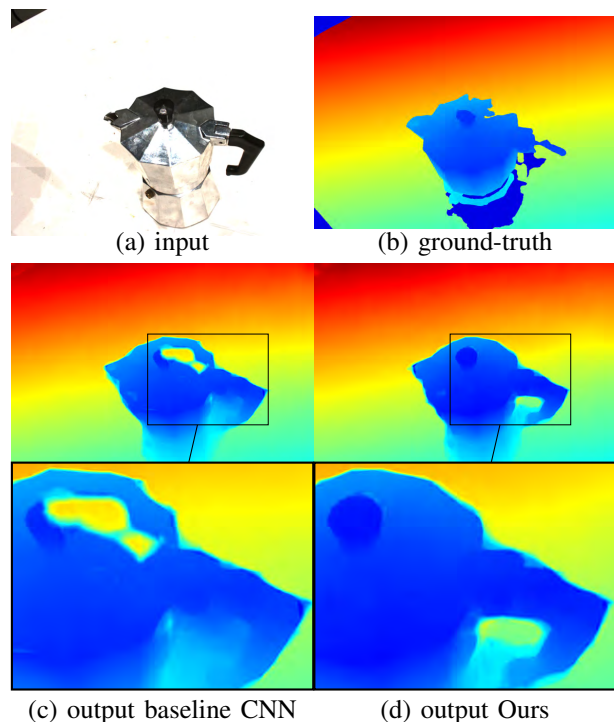 (a) input
(b) ground-truth
(c) output baseline CNN
(d) output Ours